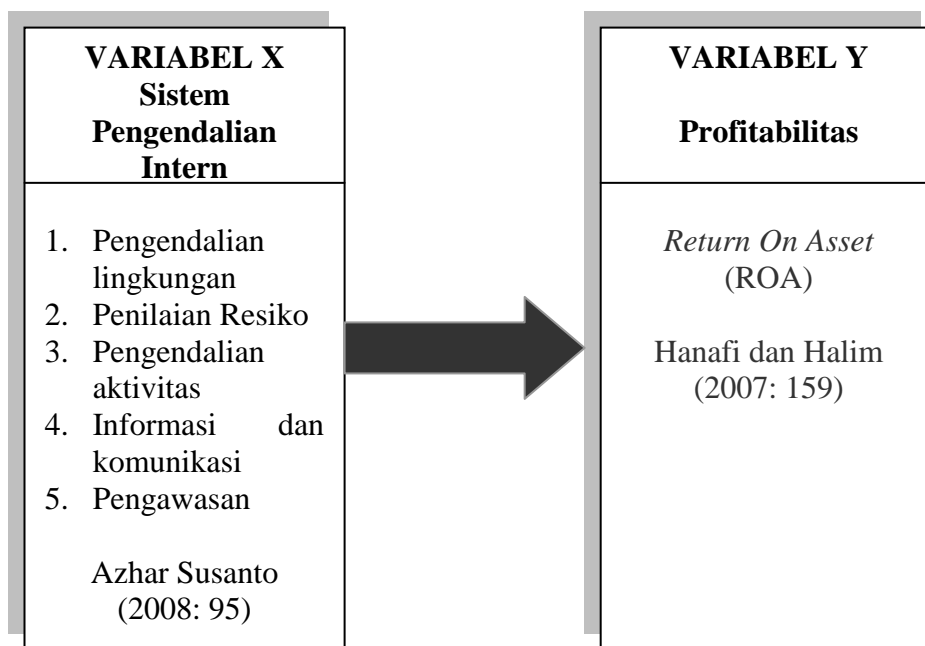 VARIABEL X
Sistem
Pengendalian
Intern
1. Pengendalian
lingkungan
2. Penilaian Resiko
3. Pengendalian
aktivitas
4. Informasi dan
komunikasi
5. Pengawasan
Azhar Susanto
(2008: 95)
VARIABEL Y
Profitabilitas
Return On Asset
(ROA)
Hanafi dan Halim
(2007: 159)